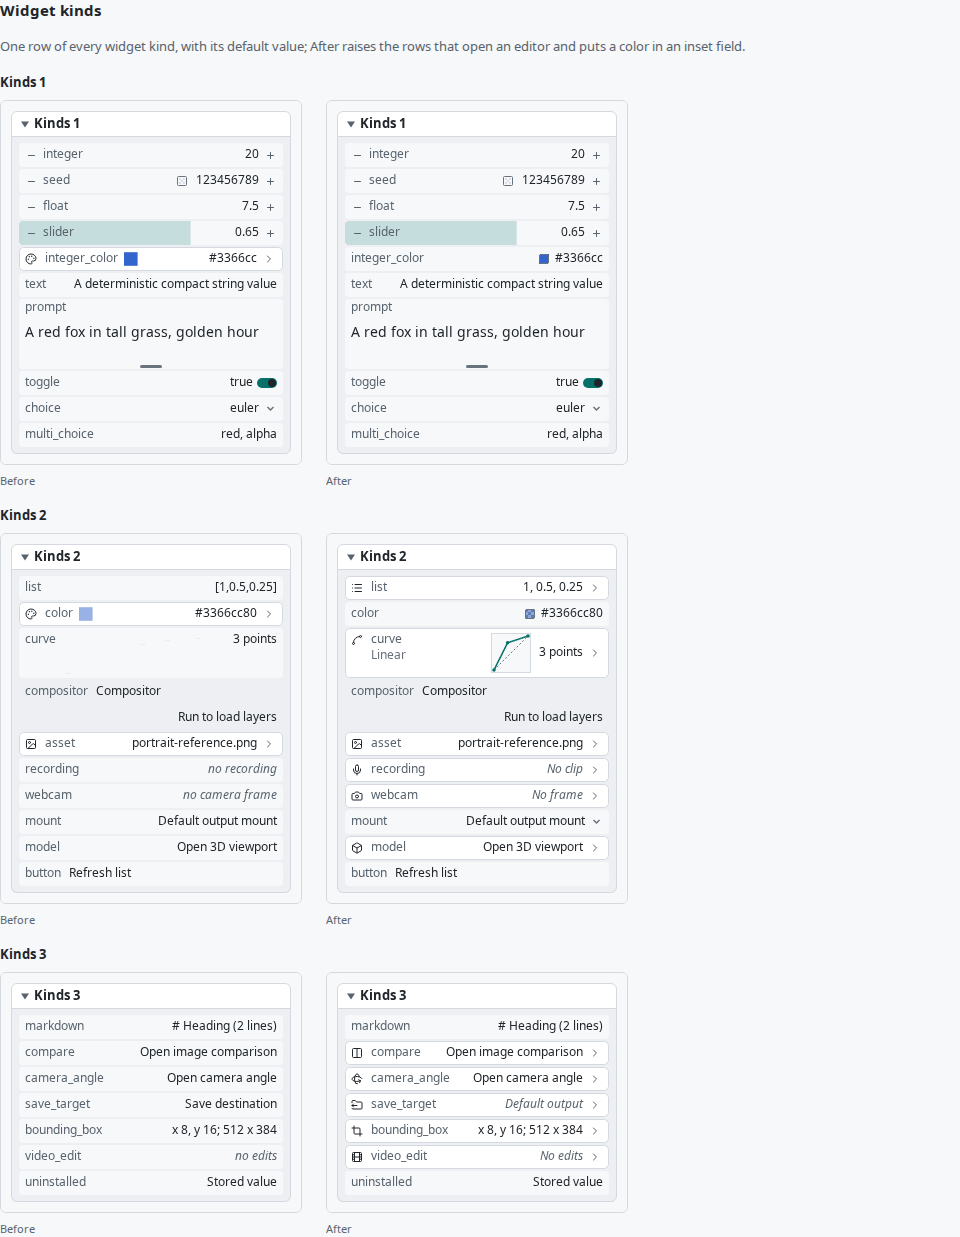 Widget kinds
One row of every widget kind, with its default value; After raises the rows that open an editor and puts a color in an inset field.
Kinds 1
Kinds 1
– integer 20 +
– seed 123456789 +
– float 7.5 +
– slider 0.65 +
integer_color #3366cc
text A deterministic compact string value
prompt
A red fox in tall grass, golden hour
toggle true
choice euler
multi_choice red, alpha
Before
Kinds 1
– integer 20 +
– seed 123456789 +
– float 7.5 +
– slider 0.65 +
integer_color #3366cc
text A deterministic compact string value
prompt
A red fox in tall grass, golden hour
toggle true
choice euler
multi_choice red, alpha
After
Kinds 2
Kinds 2
list [1,0.5,0.25]
color #3366cc80
curve 3 points
compositor Compositor
Run to load layers
asset portrait-reference.png
recording no recording
webcam no camera frame
mount Default output mount
model Open 3D viewport
button Refresh list
Before
Kinds 2
list 1, 0.5, 0.25
color #3366cc80
curve
Linear
3 points
compositor Compositor
Run to load layers
asset portrait-reference.png
recording No clip
webcam No frame
mount Default output mount
model Open 3D viewport
button Refresh list
After
Kinds 3
Kinds 3
markdown # Heading (2 lines)
compare Open image comparison
camera_angle Open camera angle
save_target Save destination
bounding_box x 8, y 16; 512 x 384
video_edit no edits
uninstalled Stored value
Before
Kinds 3
markdown # Heading (2 lines)
compare Open image comparison
camera_angle Open camera angle
save_target Default output
bounding_box x 8, y 16; 512 x 384
video_edit No edits
uninstalled Stored value
After